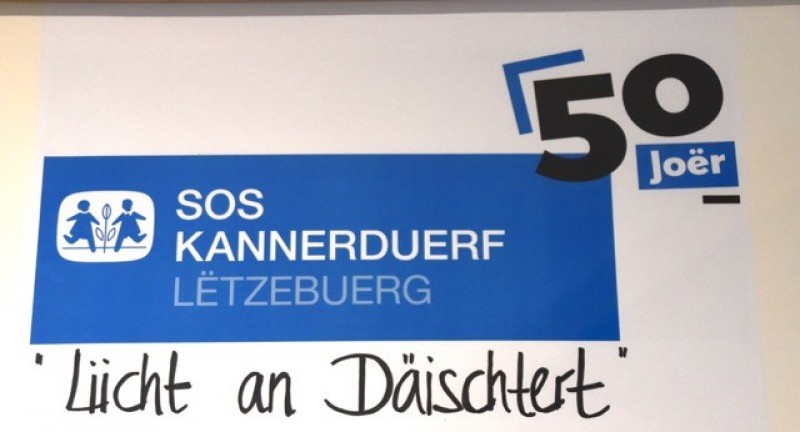 50
Joër
SOS
KANNERDUERF
LËTZEBUERG
"Liicht an Däischtert"